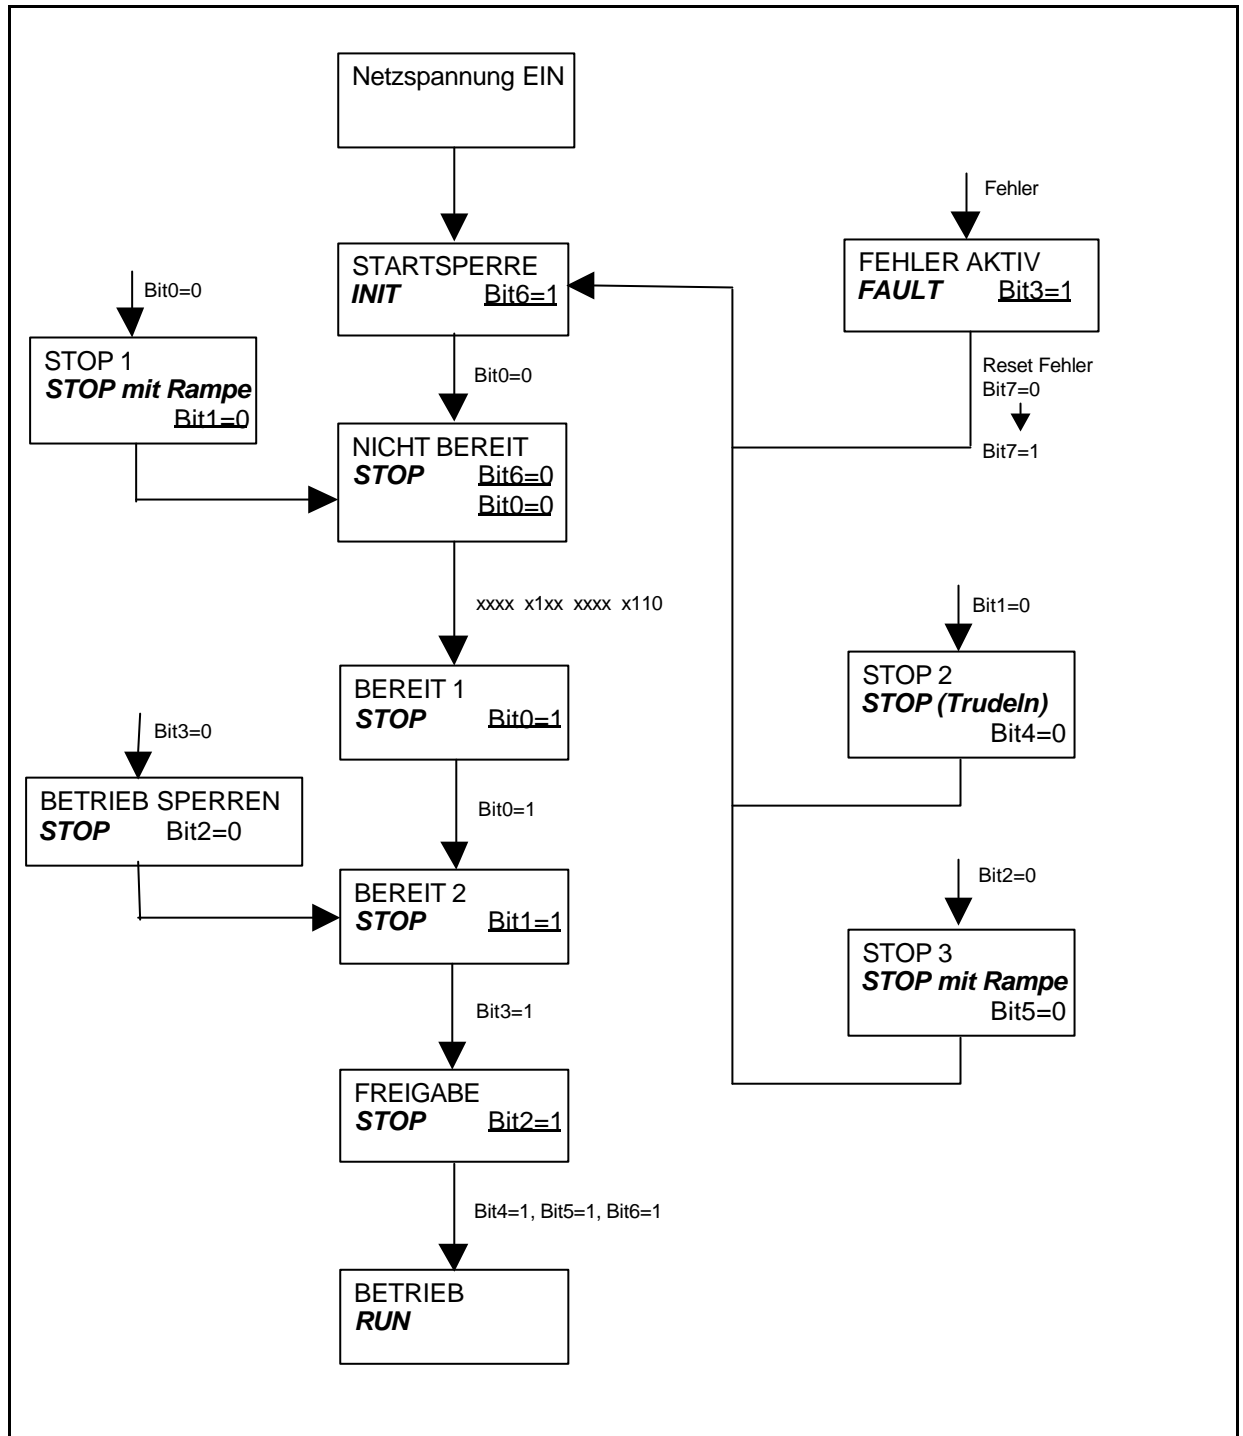 Netzspannung EIN
STARTSPERRE
INIT Bit6=1
Fehler
FEHLER AKTIV
FAULT Bit3=1
Reset Fehler
Bit7=0
Bit7=1
Bit0=0
STOP 1
STOP mit Rampe
Bit1=0
Bit0=0
NICHT BEREIT
STOP Bit6=0
Bit0=0
xxxx x1xx xxxx x110
Bit1=0
STOP 2
STOP (Trudeln)
Bit4=0
BEREIT 1
STOP Bit0=1
Bit3=0
BETRIEB SPERREN
STOP Bit2=0
Bit0=1
BEREIT 2
STOP Bit1=1
Bit2=0
STOP 3
STOP mit Rampe
Bit5=0
Bit3=1
FREIGABE
STOP Bit2=1
Bit4=1, Bit5=1, Bit6=1
BETRIEB
RUN